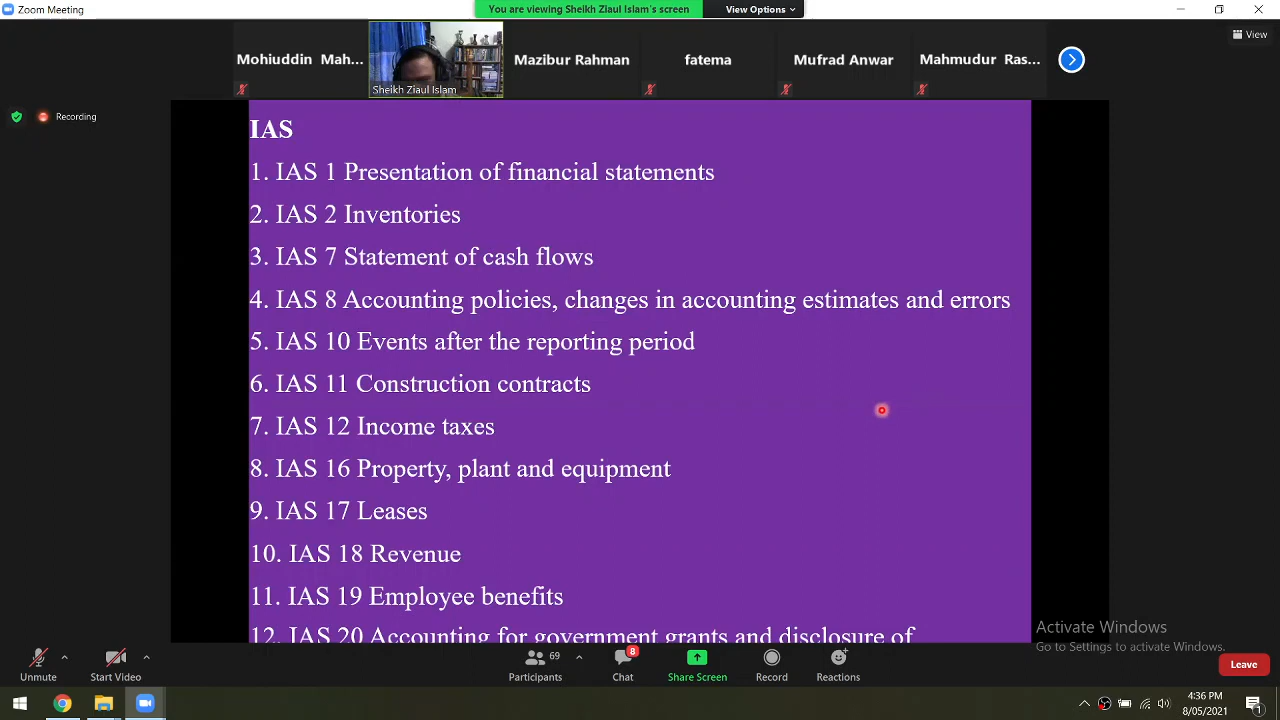 Zoom Meeting
You are viewing Sheikh Ziaul Islam's screen
View Options
Mohiuddin Mah...
Sheikh Ziaul Islam
Mazibur Rahman
fatema
Mufrad Anwar
Mahmudur Ras...
View
Recording
IAS
1. IAS 1 Presentation of financial statements
2. IAS 2 Inventories
3. IAS 7 Statement of cash flows
4. IAS 8 Accounting policies, changes in accounting estimates and errors
5. IAS 10 Events after the reporting period
6. IAS 11 Construction contracts
7. IAS 12 Income taxes
8. IAS 16 Property, plant and equipment
9. IAS 17 Leases
10. IAS 18 Revenue
11. IAS 19 Employee benefits
12. IAS 20 Accounting for government grants and disclosure of
Activate Windows
Go to Settings to activate Windows.
Unmute
Start Video
69
Participants
8
Chat
Share Screen
Record
Reactions
Leave
4:36 PM
8/05/2021
1